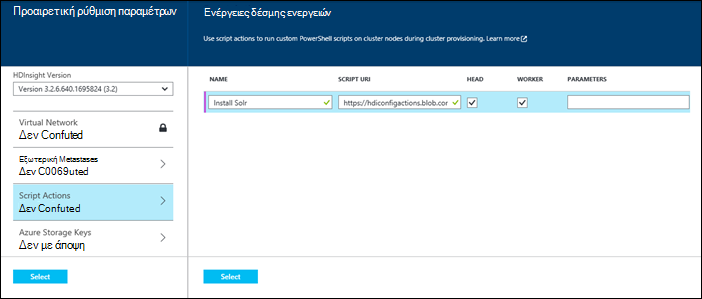 Προαιρετική ρύθμιση παραμέτρων
HDInsight Version
Version 3.2.6.640.1695824 (3.2)
Virtual Network
Δεν Confuted
Εξωτερική Metastases
Δεν C0069uted
Script Actions
Δεν Confuted
Azure Storage Keys
Δεν με άποψη
Select
Ενέργειες δέσμης ενεργειών
Use script actions to run custom PowerShell scripts on cluster nodes during cluster provisioning. Learn more
NAME SCRIPT URI HEAD WORKER PARAMETERS
Install Solr https://hdiconfigactions.blob.cor
Select